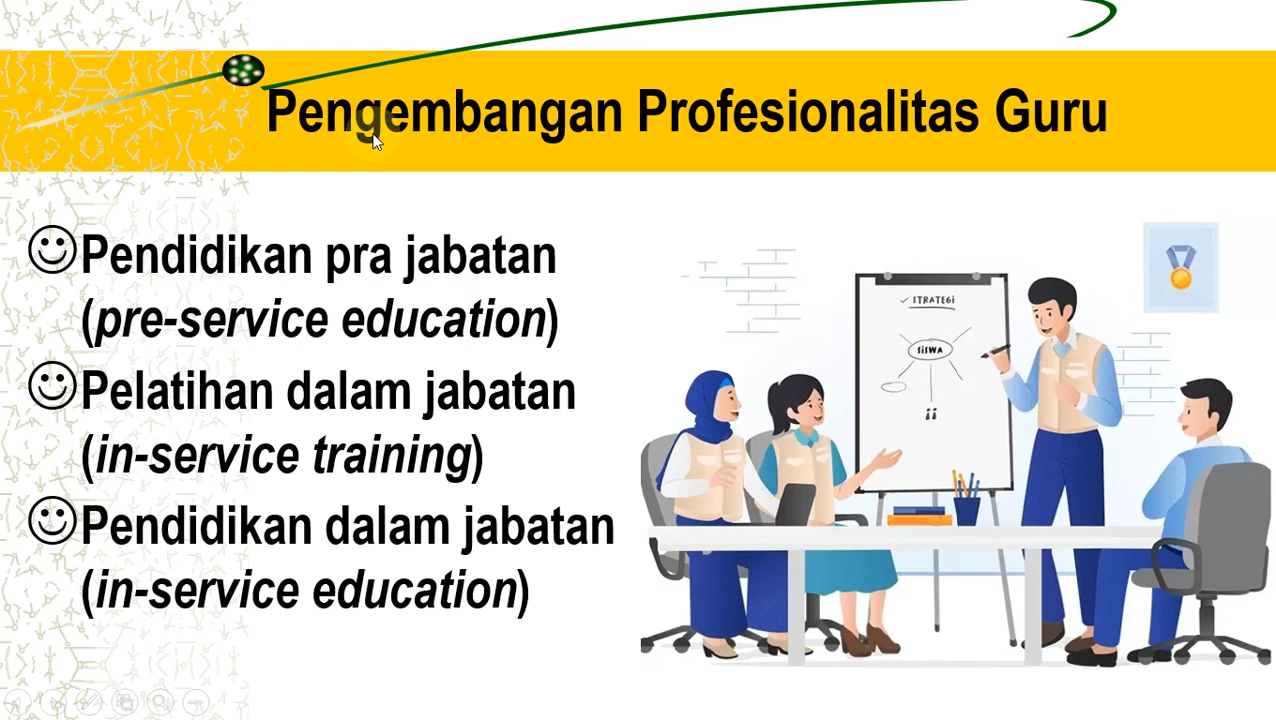 Pengembangan Profesionalitas Guru
Pendidikan pra jabatan
(pre-service education)
Pelatihan dalam jabatan
(in-service training)
Pendidikan dalam jabatan
(in-service education)
✓ STRATEGi
SiSWA